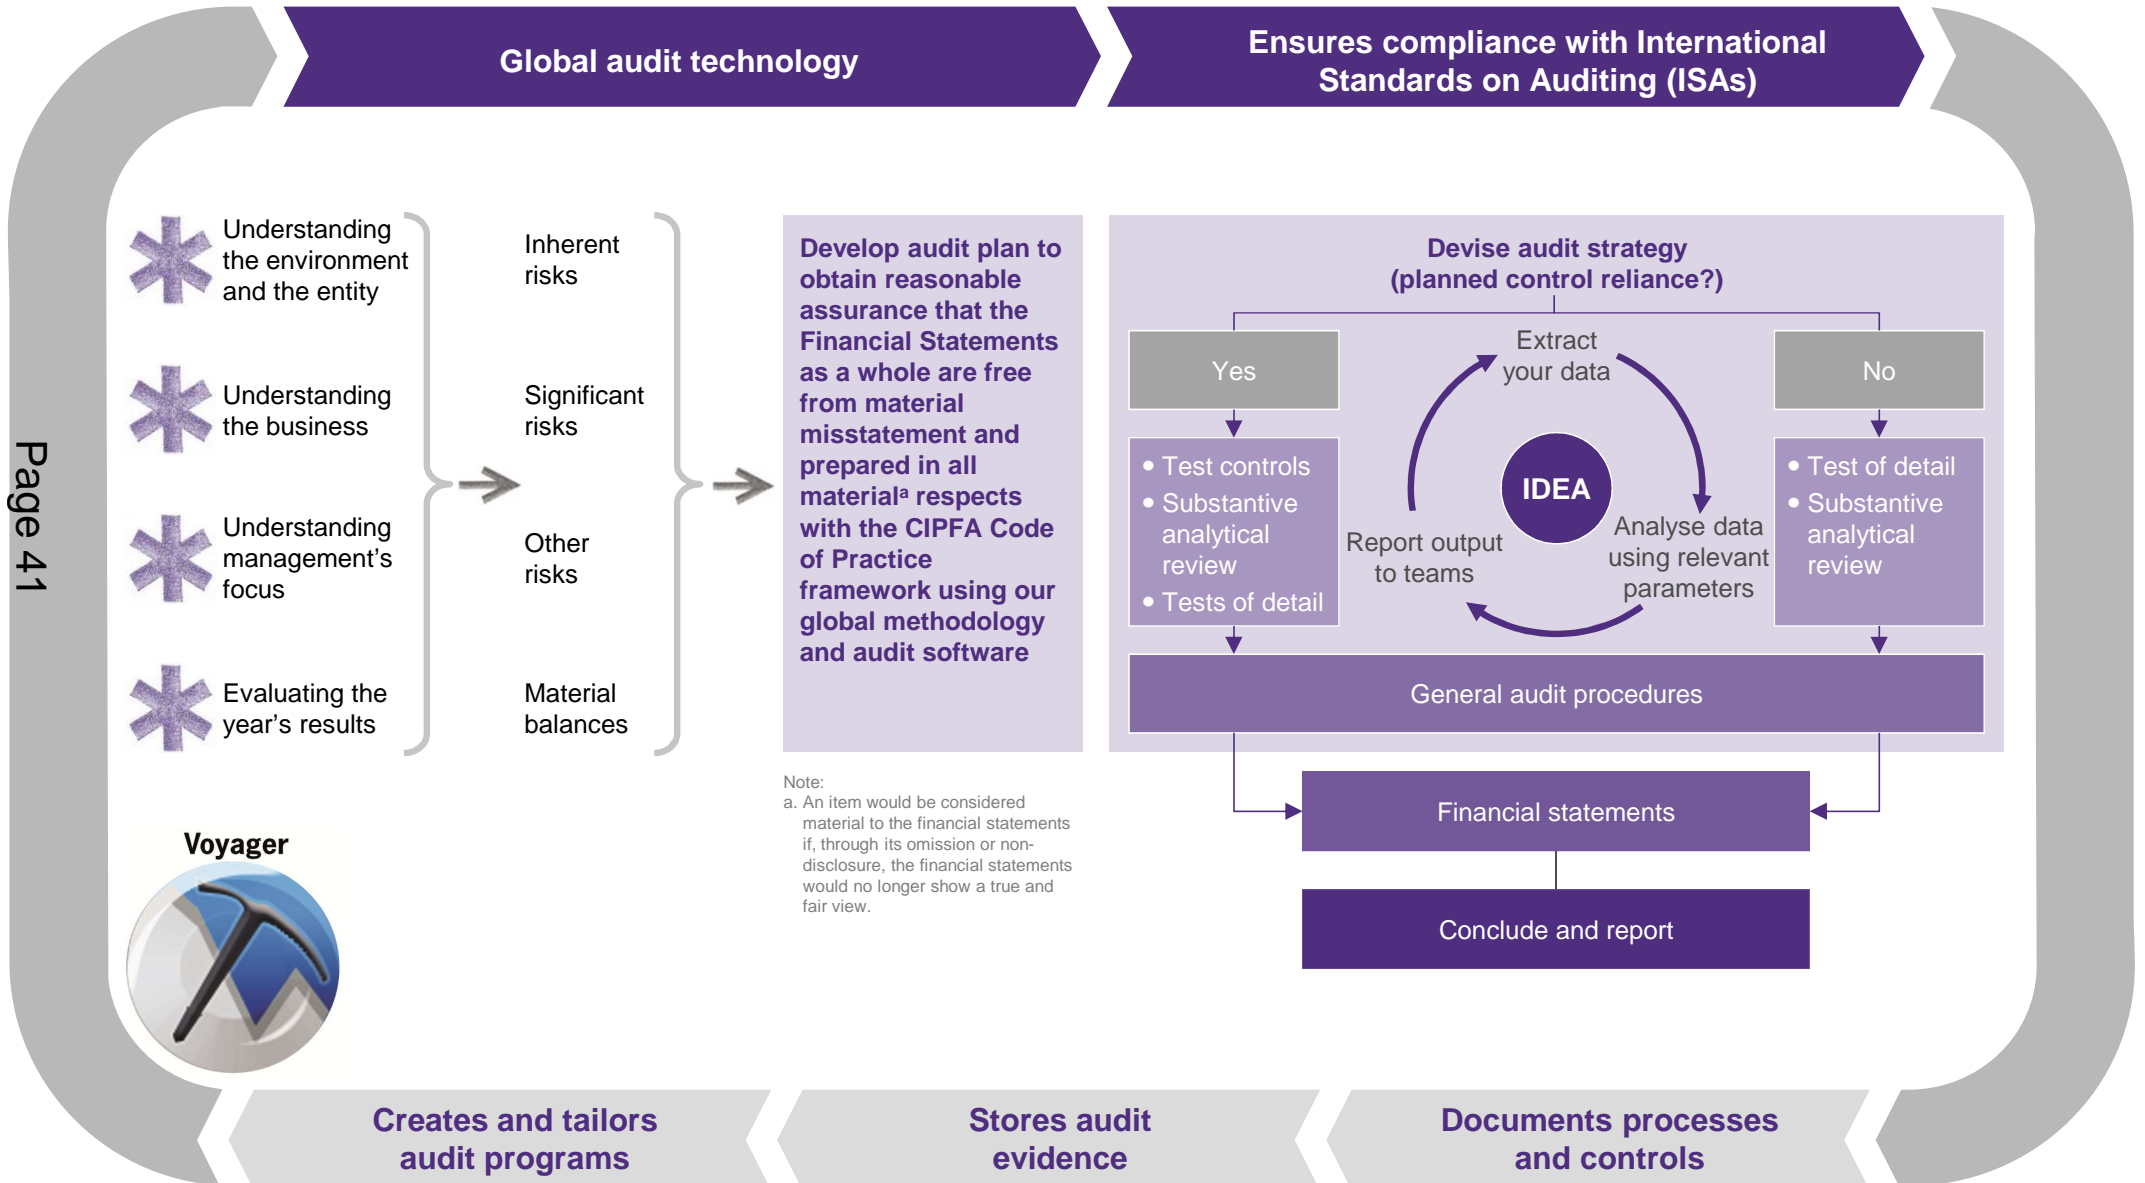 Global audit technology
Ensures compliance with International
Standards on Auditing (ISAs)
Understanding
the environment
and the entity
Understanding
the business
Understanding
management’s
focus
Evaluating the
year’s results
Inherent
risks
Significant
risks
Other
risks
Material
balances
Develop audit plan to
obtain reasonable
assurance that the
Financial Statements
as a whole are free
from material
misstatement and
prepared in all
materialᵃ respects
with the CIPFA Code
of Practice
framework using our
global methodology
and audit software
Note:
a. An item would be considered
material to the financial statements
if, through its omission or non-
disclosure, the financial statements
would no longer show a true and
fair view.
Devise audit strategy
(planned control reliance?)
Yes
• Test controls
• Substantive
analytical
review
• Tests of detail
Extract
your data
IDEA
Analyse data
using relevant
parameters
Report output
to teams
No
• Test of detail
• Substantive
analytical
review
General audit procedures
Financial statements
Conclude and report
Voyager
Creates and tailors
audit programs
Stores audit
evidence
Documents processes
and controls
Page 41